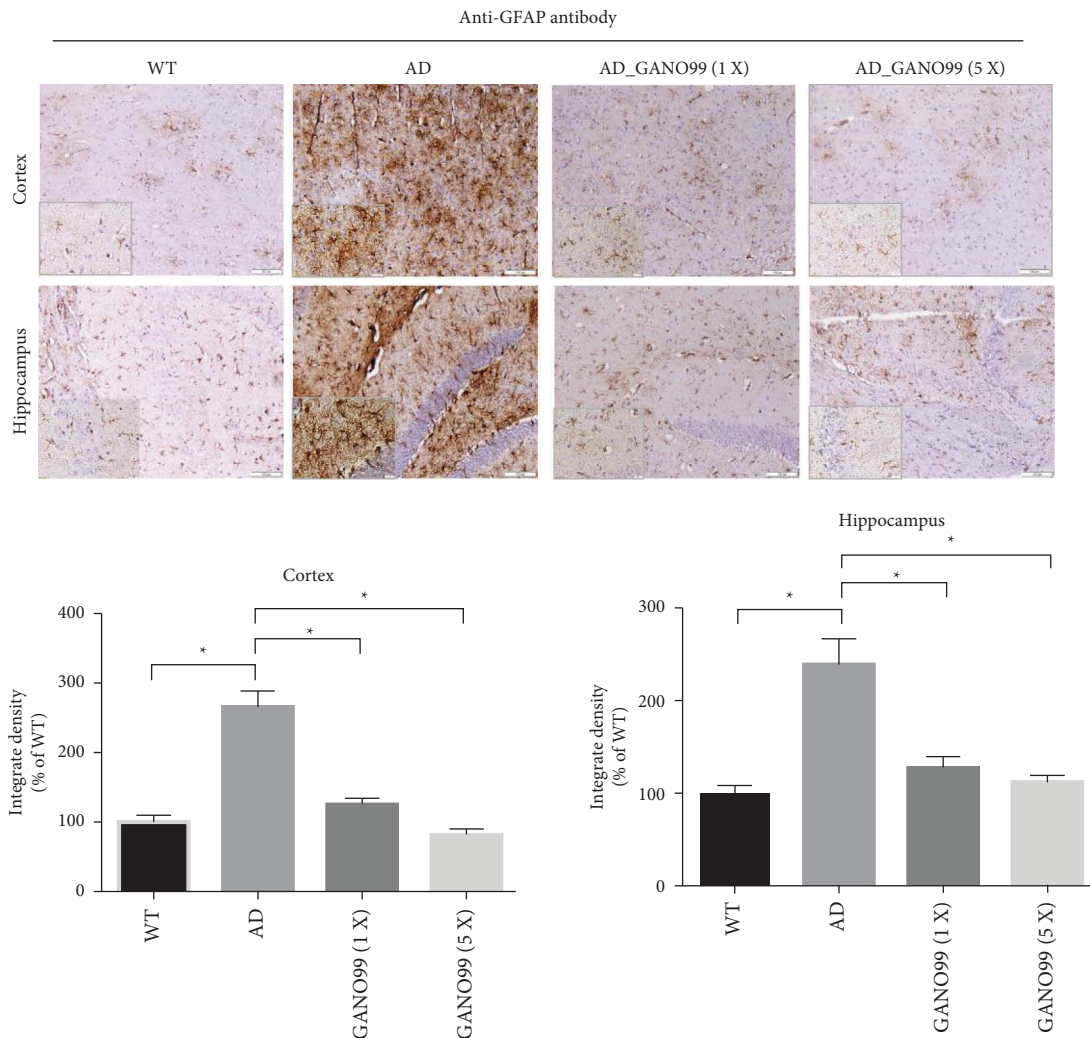 Anti-GFAP antibody
WT
AD
AD_GANO99 (1 X)
AD_GANO99 (5 X)
Cortex
Hippocampus
Cortex
Integrate density
(% of WT)
400
300
200
100
0
*
*
*
WT
AD
GANO99 (1 X)
GANO99 (5 X)
Hippocampus
Integrate density
(% of WT)
300
200
100
0
*
*
*
WT
AD
GANO99 (1 X)
GANO99 (5 X)